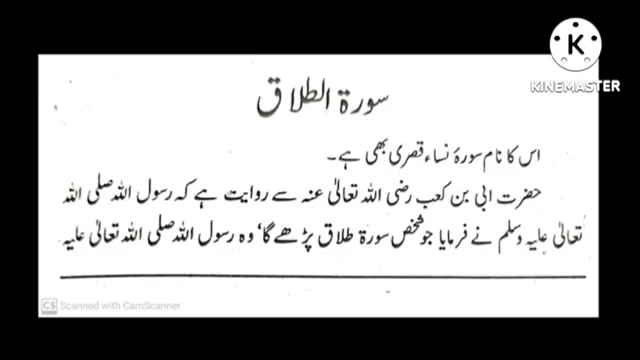 K
KINEMASTER
سورۃ الطلاق
اس کا نام سورۂ نساء قصری بھی ہے۔
حضرت ابی بن کعب رضی اللہ تعالیٰ عنہ سے روایت ہے کہ رسول اللہ صلی اللہ
تعالیٰ علیہ وسلم نے فرمایا جو شخص سورۃ طلاق پڑھے گا، وہ رسول اللہ صلی اللہ تعالیٰ علیہ
CS Scanned with CamScanner